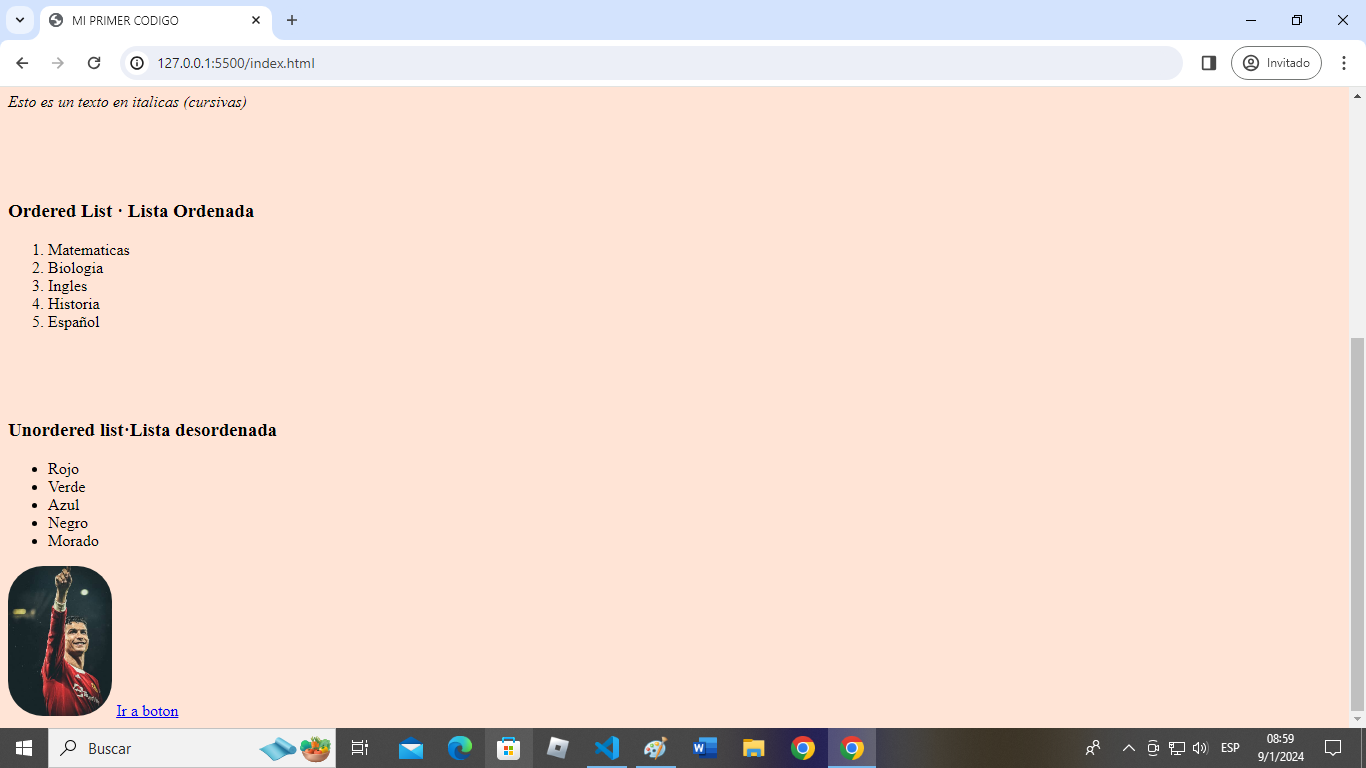 MI PRIMER CODIGO
127.0.0.1:5500/index.html
Invitado
Esto es un texto en italicas (cursivas)
Ordered List · Lista Ordenada
1. Matematicas
2. Biologia
3. Ingles
4. Historia
5. Español
Unordered list·Lista desordenada
• Rojo
• Verde
• Azul
• Negro
• Morado
Ir a boton
Buscar
ESP
08:59
9/1/2024